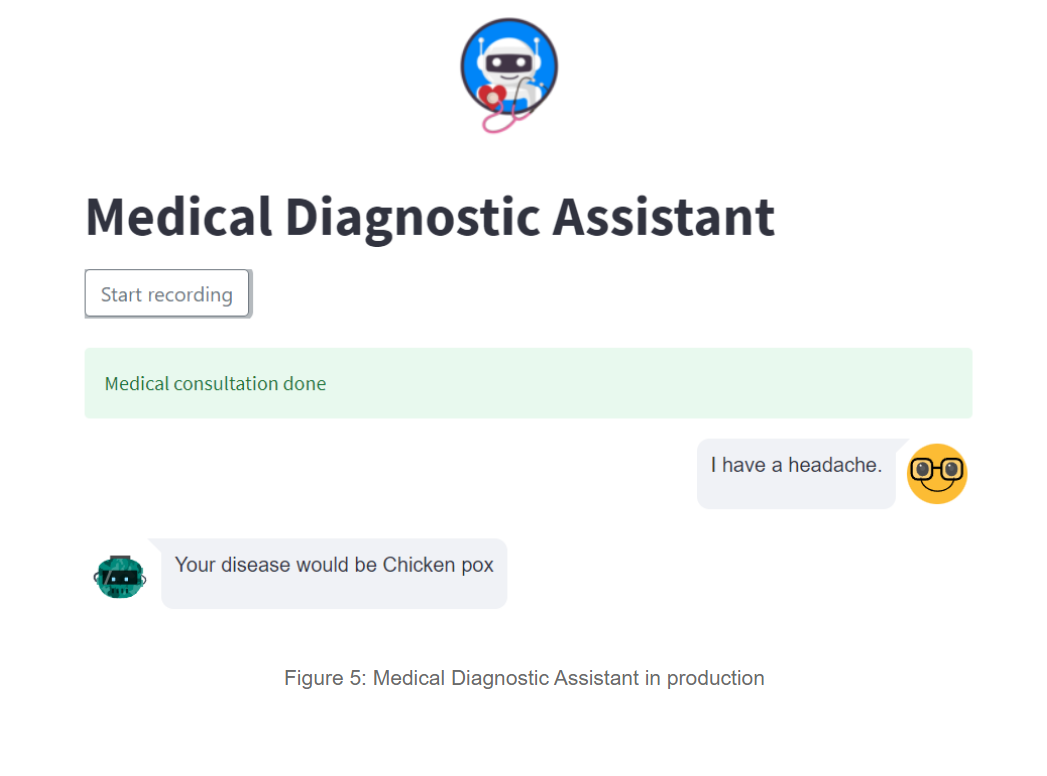 Medical Diagnostic Assistant
Start recording
Medical consultation done
I have a headache.
Your disease would be Chicken pox
Figure 5: Medical Diagnostic Assistant in production